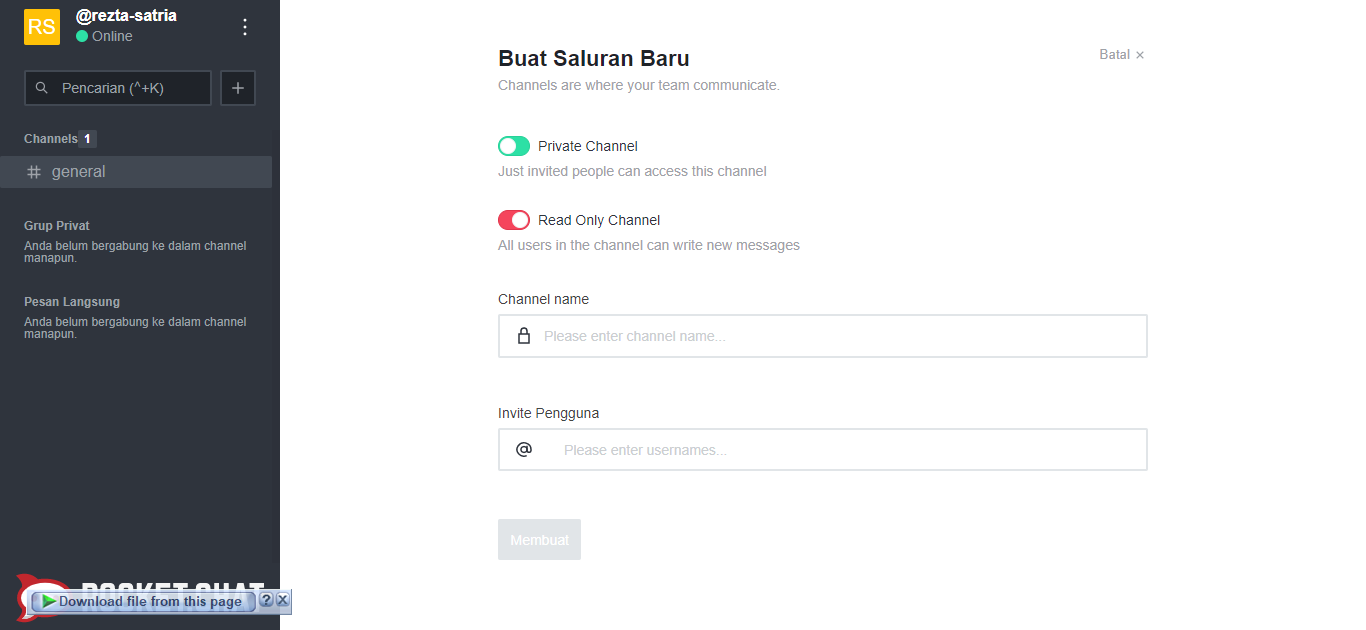 RS
@rezta-satria
Online
Pencarian (^+K)
Channels 1
general
Grup Privat
Anda belum bergabung ke dalam channel
manapun.
Pesan Langsung
Anda belum bergabung ke dalam channel
manapun.
Download file from this page
?
Buat Saluran Baru
Batal ×
Channels are where your team communicate.
Private Channel
Just invited people can access this channel
Read Only Channel
All users in the channel can write new messages
Channel name
Please enter channel name...
Invite Pengguna
@ Please enter usernames...
Membuat